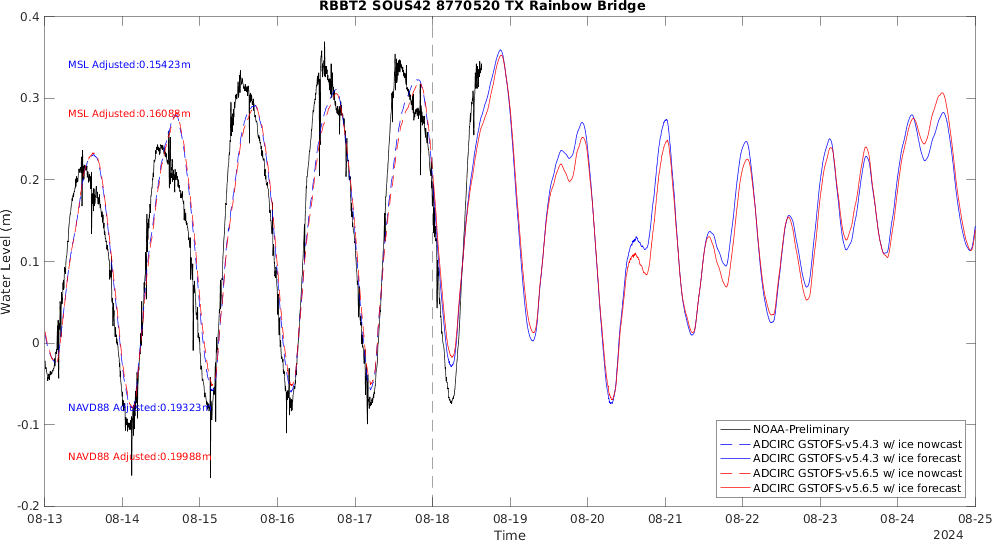 RBBT2 SOUS42 8770520 TX Rainbow Bridge
0.4
0.3
0.2
0.1
0
-0.1
-0.2
Water Level (m)
MSL Adjusted:0.15423m
MSL Adjusted:0.16088m
NAVD88 Adjusted:0.19323m
NAVD88 Adjusted:0.19988m
NOAA-Preliminary
ADCIRC GSTOFS-v5.4.3 w/ ice nowcast
ADCIRC GSTOFS-v5.4.3 w/ ice forecast
ADCIRC GSTOFS-v5.6.5 w/ ice nowcast
ADCIRC GSTOFS-v5.6.5 w/ ice forecast
08-13 08-14 08-15 08-16 08-17 08-18 08-19 08-20 08-21 08-22 08-23 08-24 08-25
Time
2024